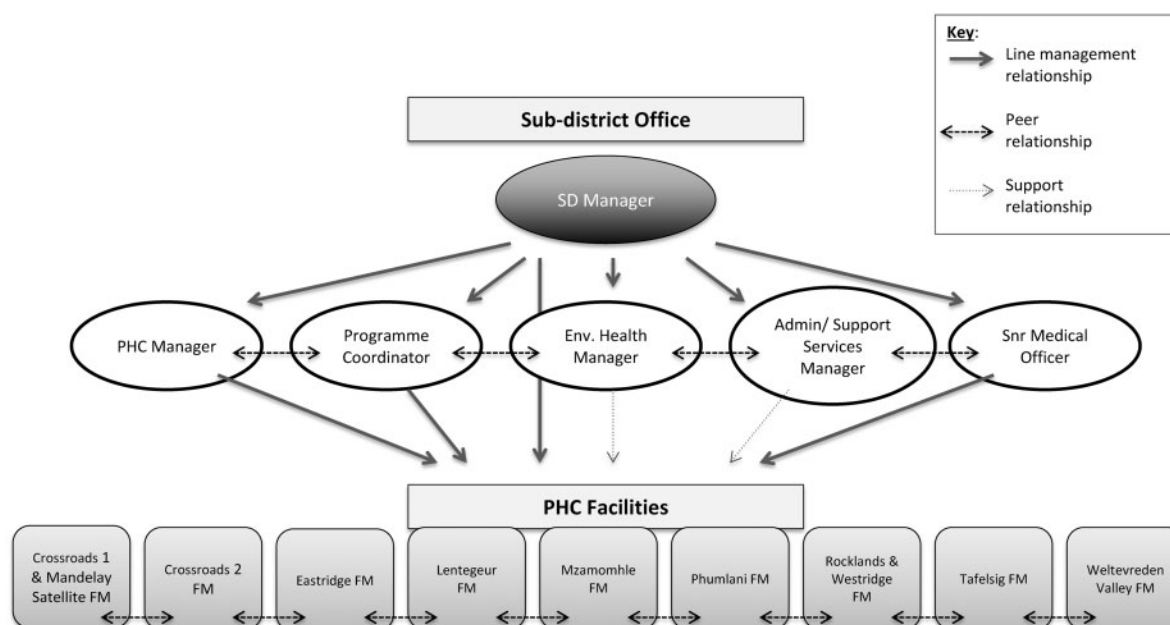 Key:
Line management
relationship
Peer
relationship
Support
relationship
Sub-district Office
SD Manager
PHC Manager
Programme
Coordinator
Env. Health
Manager
Admin/ Support
Services
Manager
Snr Medical
Officer
PHC Facilities
Crossroads 1
& Mandelay
Satellite FM
Crossroads 2
FM
Eastridge FM
Lentegeur
FM
Mzamomhle
FM
Phumlani FM
Rocklands &
Westridge
FM
Tafelsig FM
Weltevreden
Valley FM